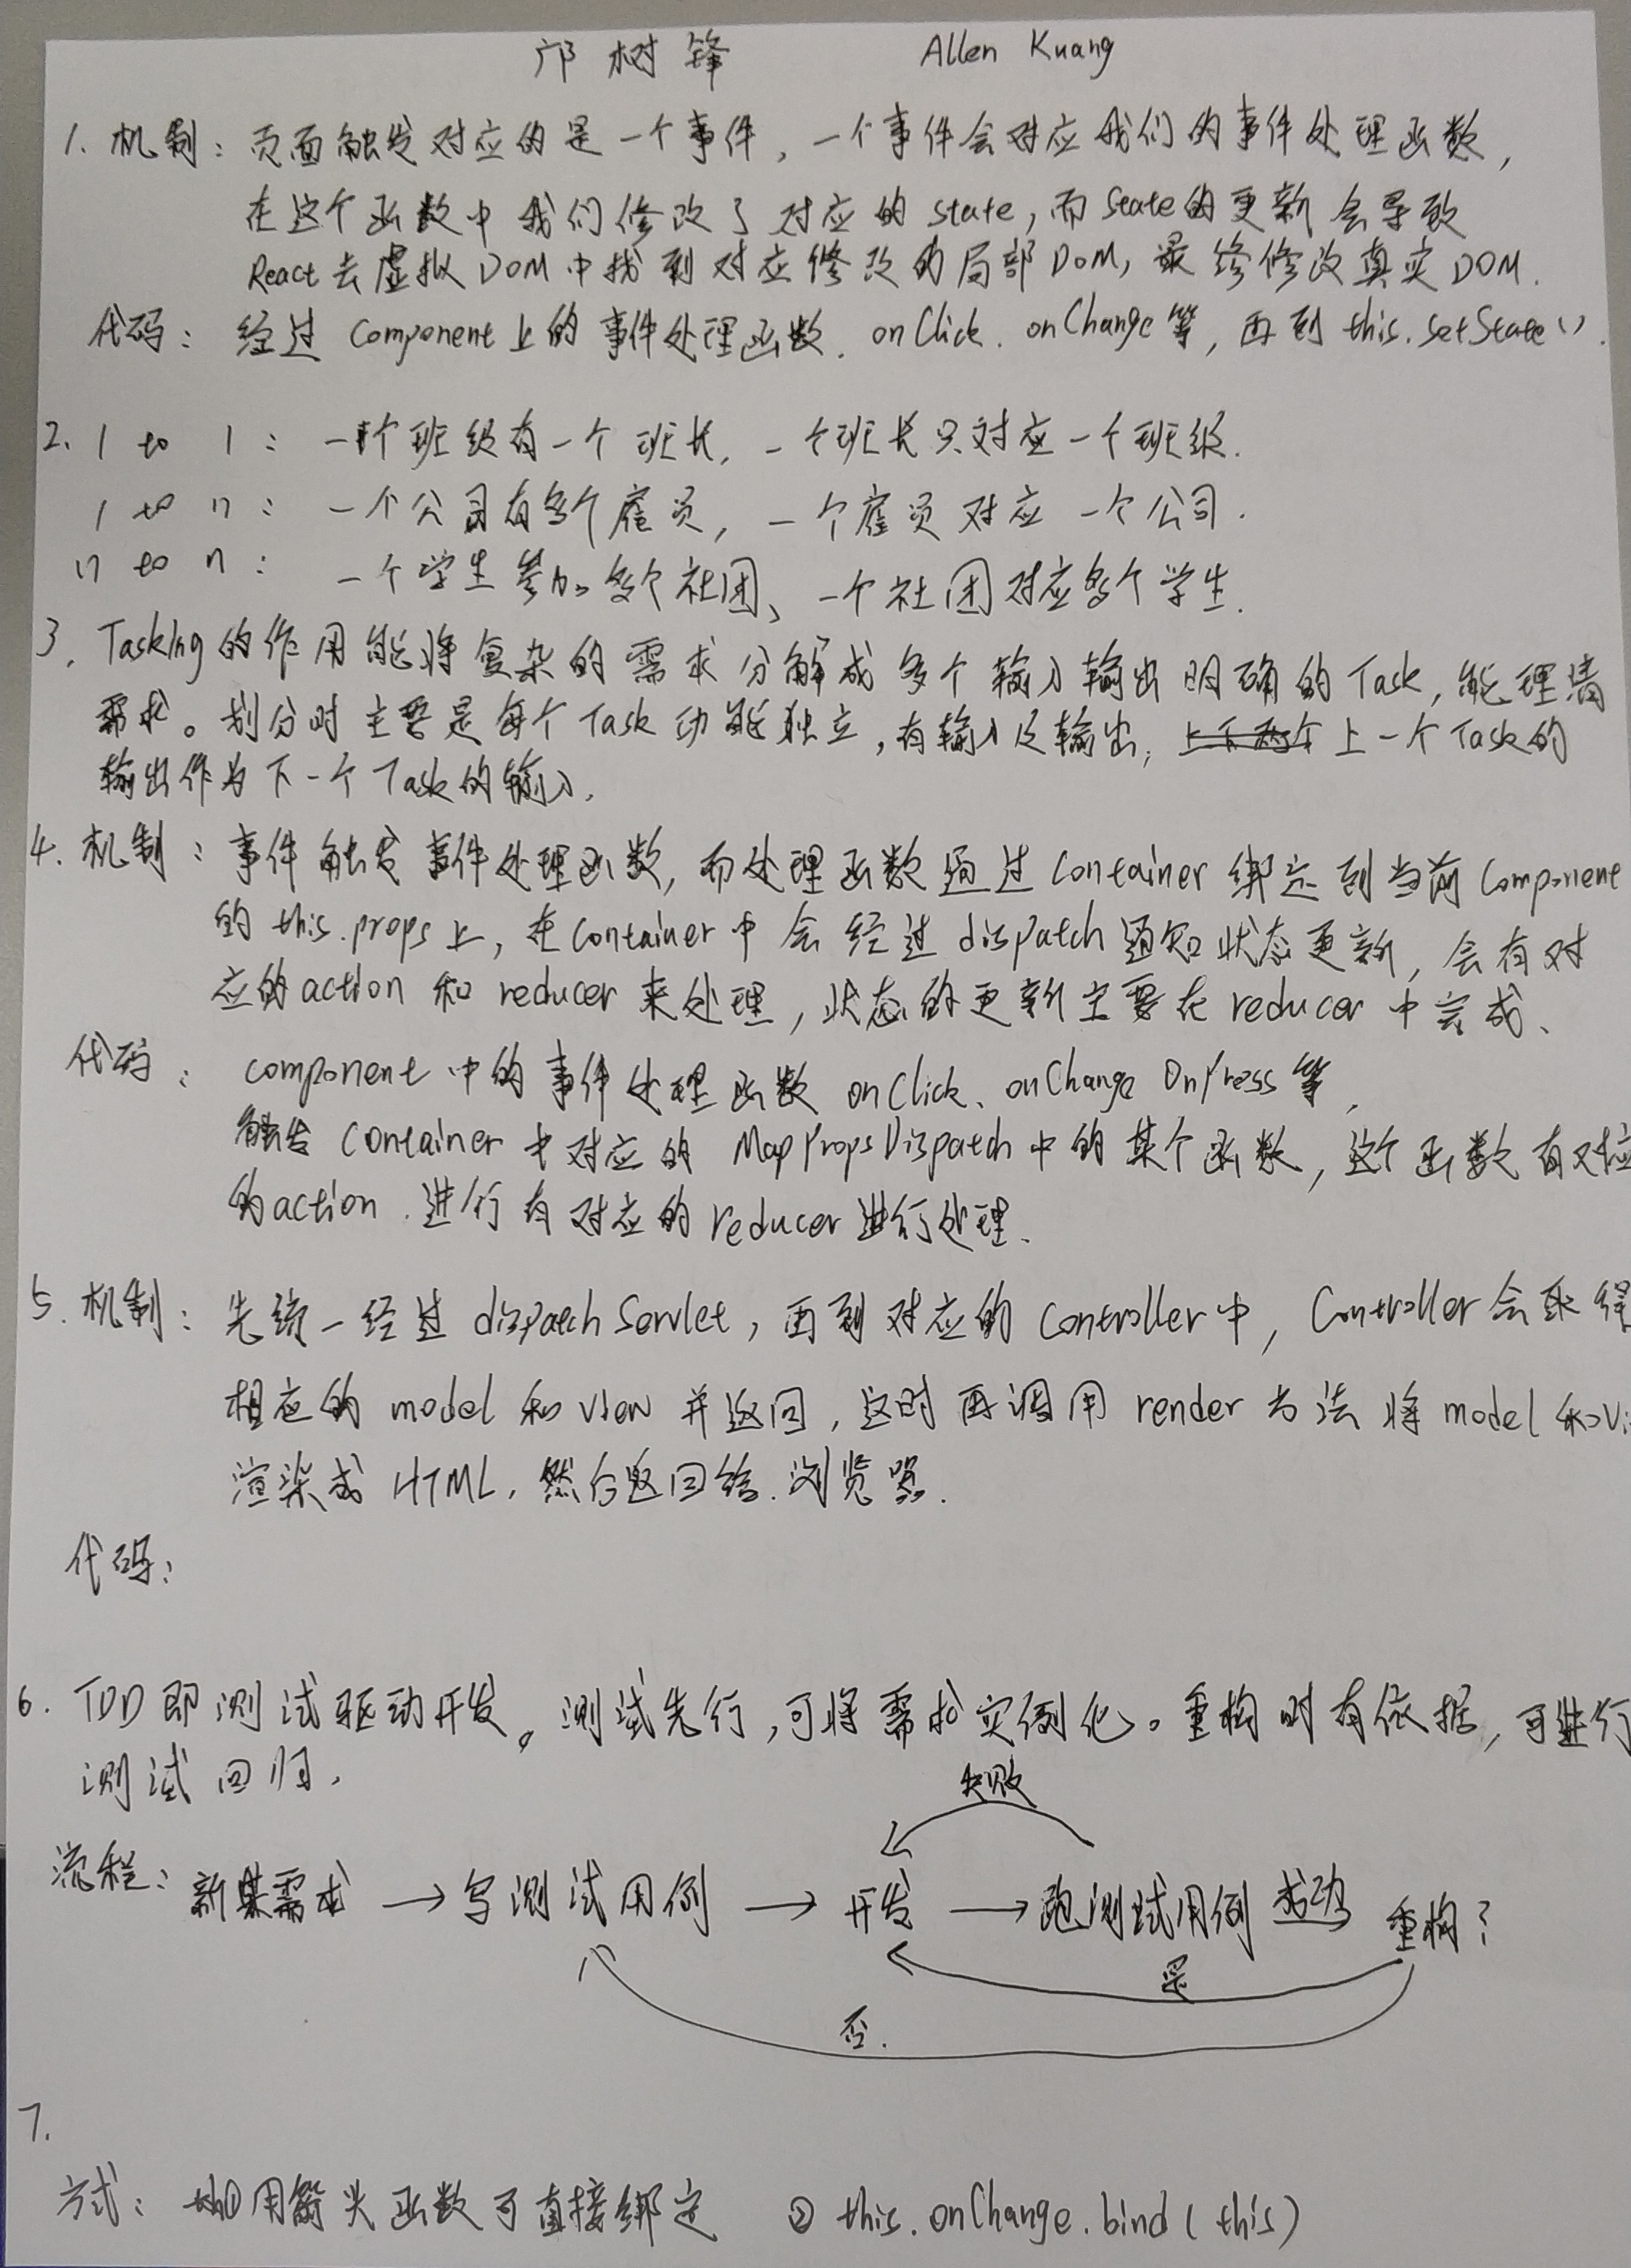 邝树锋 Allen Kuang
1. 机制：页面触发对应的是一个事件，一个事件会对应我们的事件处理函数，
在这个函数中我们修改了对应的state，而state的更新会导致
React去虚拟DOM中找到对应修改的局部DOM，最终修改真实DOM.
代码：经过Component上的事件处理函数. onClick. onChange等，再到this.setState().
2. 1 to 1：一个班级有一个班长，一个班长只对应一个班级.
1 to n：一个公司有多个雇员，一个雇员对应一个公司.
n to n：一个学生参加多个社团、一个社团对应多个学生.
3. Tasking的作用能将复杂的需求分解成多个输入输出明确的Task，能理清
需求。划分时主要是每个Task功能独立，有输入及输出；上一个Task的
输出作为下一个Task的输入.
4. 机制：事件触发事件处理函数，而处理函数通过Container绑定到当前Component
的this.props上，在Container中会经过dispatch通知状态更新，会有对
应的action和reducer来处理，状态的更新主要在reducer中完成、
代码：component中的事件处理函数onClick、onChange OnPress等，
触发Container中对应的MapPropsDispatch中的某个函数，这个函数有对应
的action.进行有对应的reducer进行处理.
5. 机制：先统一经过dispatch Servlet，再到对应的Controller中，Controller会取得
相应的model和View并返回，这时再调用render方法将model和Vi
渲染成HTML，然后返回给.浏览器.
代码：
6. TDD即测试驱动开发。测试先行，可将需求实例化。重构时有依据，可进行
测试回归.
失败
流程：新集需求→写测试用例→开发→跑测试用例 成功 重构？
是
否.
7.
方式：①用箭头函数可直接绑定 ② this.onChange.bind(this)